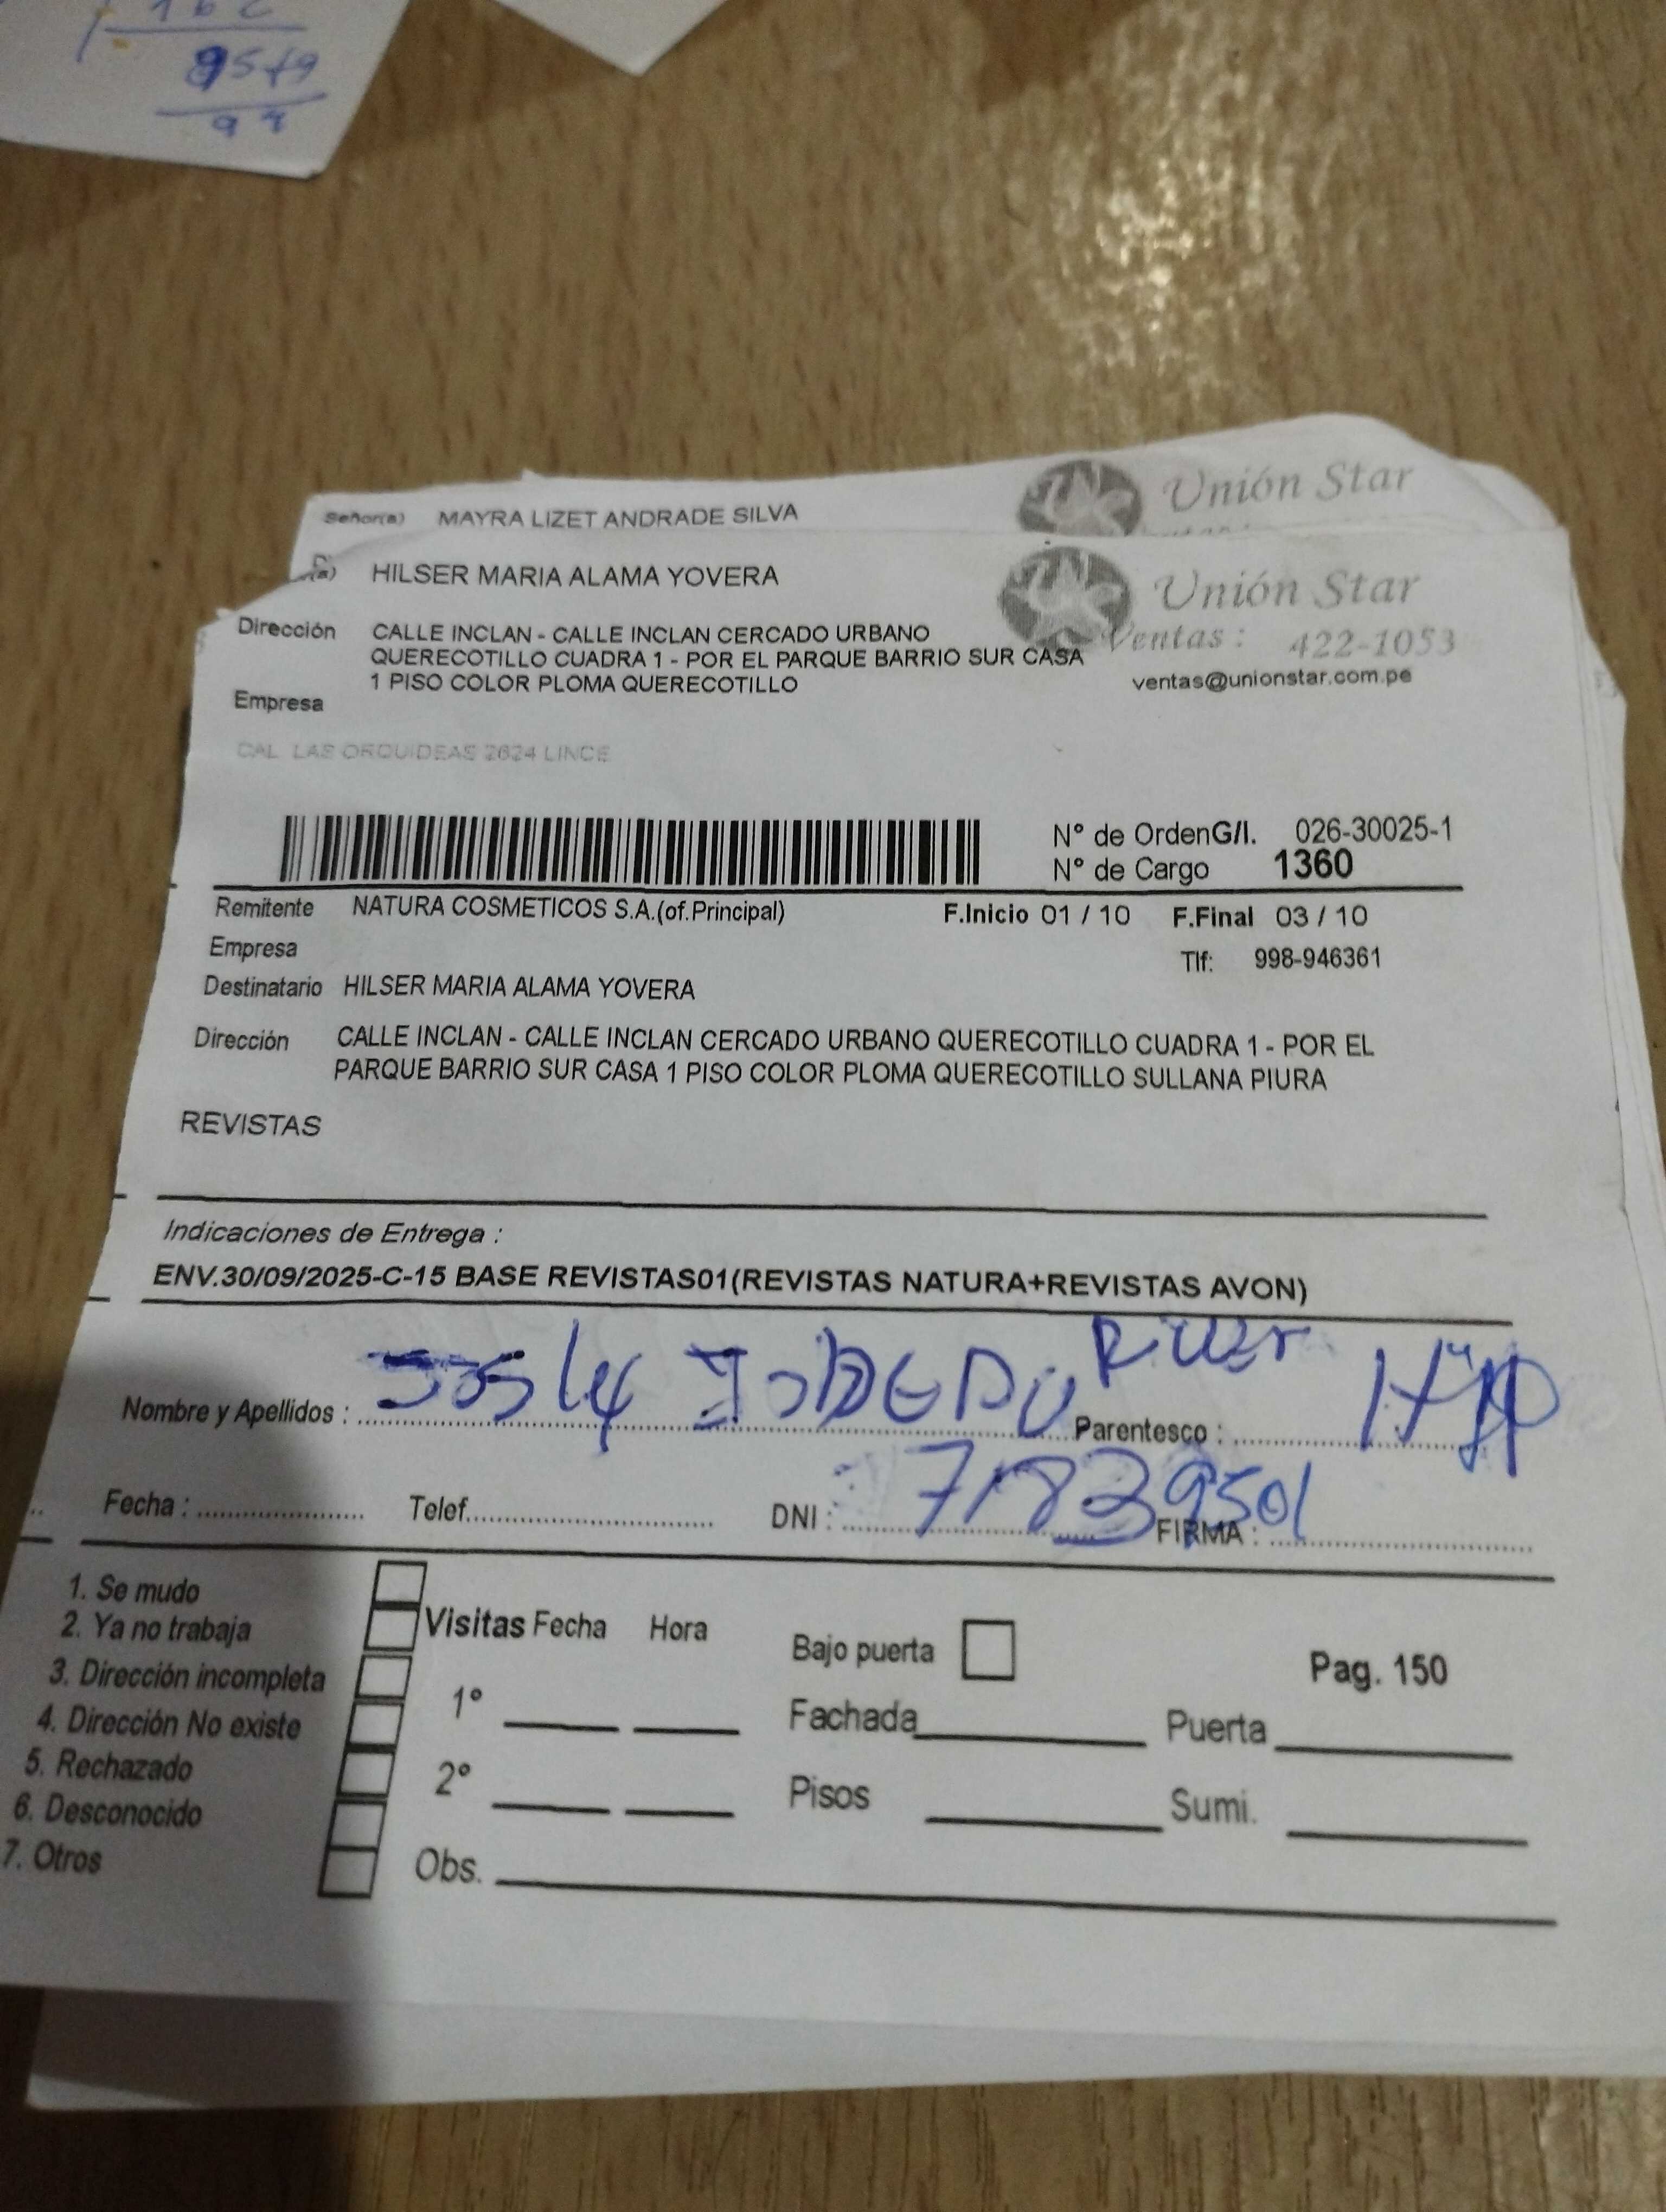 162
9579
97
Señor(a) MAYRA LIZET ANDRADE SILVA
Unión Star
HILSER MARIA ALAMA YOVERA
Unión Star
Dirección CALLE INCLAN - CALLE INCLAN CERCADO URBANO
QUERECOTILLO CUADRA 1 - POR EL PARQUE BARRIO SUR CASA
1 PISO COLOR PLOMA QUERECOTILLO
Ventas : 422-1053
ventas@unionstar.com.pe
Empresa
CAL LAS ORQUIDEAS 2624 LINCE
N° de OrdenG/I. 026-30025-1
N° de Cargo 1360
Remitente NATURA COSMETICOS S.A.(of.Principal) F.Inicio 01 / 10 F.Final 03 / 10
Empresa Tlf: 998-946361
Destinatario HILSER MARIA ALAMA YOVERA
Dirección CALLE INCLAN - CALLE INCLAN CERCADO URBANO QUERECOTILLO CUADRA 1 - POR EL
PARQUE BARRIO SUR CASA 1 PISO COLOR PLOMA QUERECOTILLO SULLANA PIURA
REVISTAS
Indicaciones de Entrega :
ENV.30/09/2025-C-15 BASE REVISTAS01(REVISTAS NATURA+REVISTAS AVON)
Nombre y Apellidos : Parentesco :
Fecha : Telef. DNI : 71839501 FIRMA :
1. Se mudo
2. Ya no trabaja
3. Dirección incompleta
4. Dirección No existe
5. Rechazado
6. Desconocido
7. Otros
Visitas Fecha Hora
1°
2°
Obs.
Bajo puerta
Pag. 150
Fachada Puerta
Pisos Sumi.